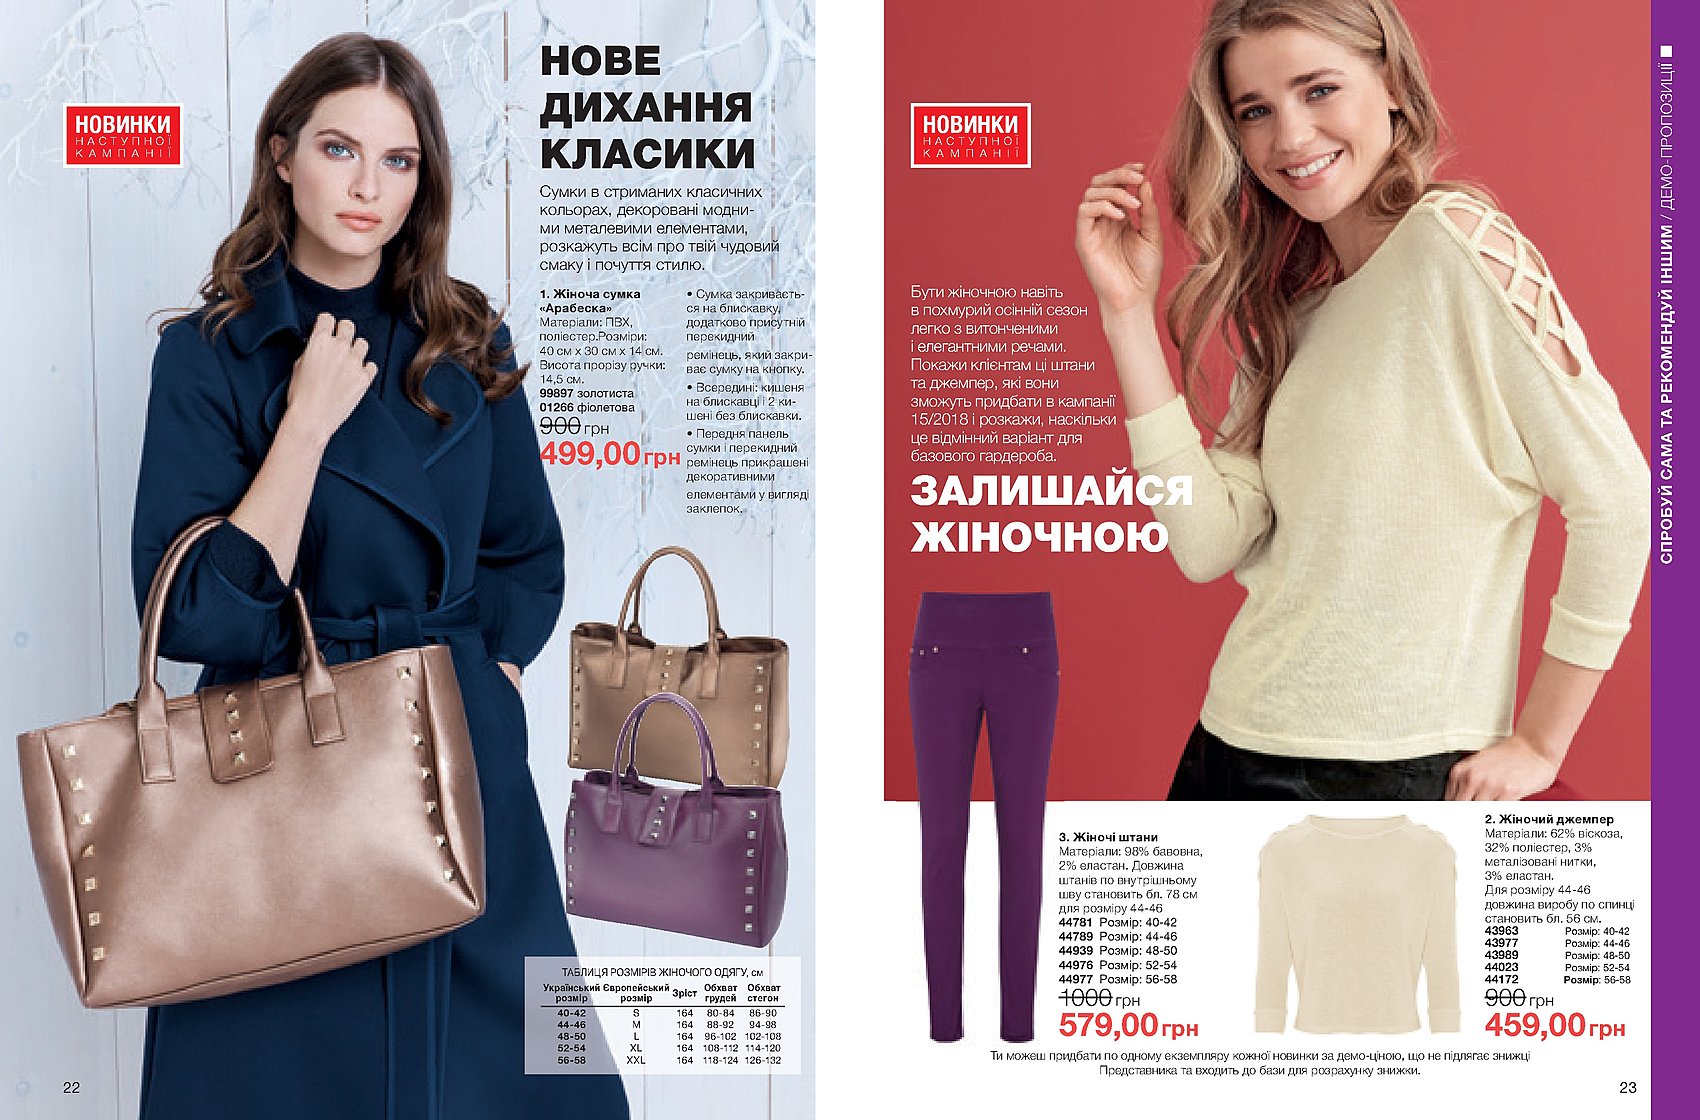 НОВИНКИ
НАСТУПНОЇ
КАМПАНІЇ
НОВЕ
ДИХАННЯ
КЛАСИКИ
Сумки в стриманих класичних
кольорах, декоровані модни-
ми металевими елементами,
розкажуть всім про твій чудовий
смаку і почуття стилю.
1. Жіноча сумка
«Арабеска»
Матеріали: ПВХ,
поліестер.Розміри:
40 см х 30 см х 14 см.
Висота прорізу ручки:
14,5 см.
99897 золотиста
01266 фіолетова
900 грн
499,00 грн
• Сумка закриваєть-
ся на блискавку,
додатково присутній
перекидний
ремінець, який закри-
ває сумку на кнопку.
• Всередині: кишеня
на блискавці і 2 ки-
шені без блискавки.
• Передня панель
сумки і перекидний
ремінець прикрашені
декоративними
елементами у вигляді
заклепок.
ТАБЛИЦЯ РОЗМІРІВ ЖІНОЧОГО ОДЯГУ, см
Український розмір Європейський розмір Зріст Обхват грудей Обхват стегон
40-42 S 164 80-84 86-90
44-46 M 164 88-92 94-98
48-50 L 164 96-102 102-108
52-54 XL 164 108-112 114-120
56-58 XXL 164 118-124 126-132
22
НОВИНКИ
НАСТУПНОЇ
КАМПАНІЇ
Бути жіночною навіть
в похмурий осінній сезон
легко з витонченими
і елегантними речами.
Покажи клієнтам ці штани
та джемпер, які вони
зможуть придбати в кампанії
15/2018 і розкажи, наскільки
це відмінний варіант для
базового гардероба.
ЗАЛИШАЙСЯ
ЖІНОЧНОЮ
3. Жіночі штани
Матеріали: 98% бавовна,
2% еластан. Довжина
штанів по внутрішньому
шву становить бл. 78 см
для розміру 44-46
44781 Розмір: 40-42
44789 Розмір: 44-46
44939 Розмір: 48-50
44976 Розмір: 52-54
44977 Розмір: 56-58
1000 грн
579,00 грн
2. Жіночий джемпер
Матеріали: 62% віскоза,
32% поліестер, 3%
металізовані нитки,
3% еластан.
Для розміру 44-46
довжина виробу по спинці
становить бл. 56 см.
43963 Розмір: 40-42
43977 Розмір: 44-46
43989 Розмір: 48-50
44023 Розмір: 52-54
44172 Розмір: 56-58
900 грн
459,00 грн
Ти можеш придбати по одному екземпляру кожної новинки за демо-ціною, що не підлягає знижці
Представника та входить до бази для розрахунку знижки.
23
СПРОБУЙ САМА ТА РЕКОМЕНДУЙ ІНШИМ / ДЕМО-ПРОПОЗИЦІЇ